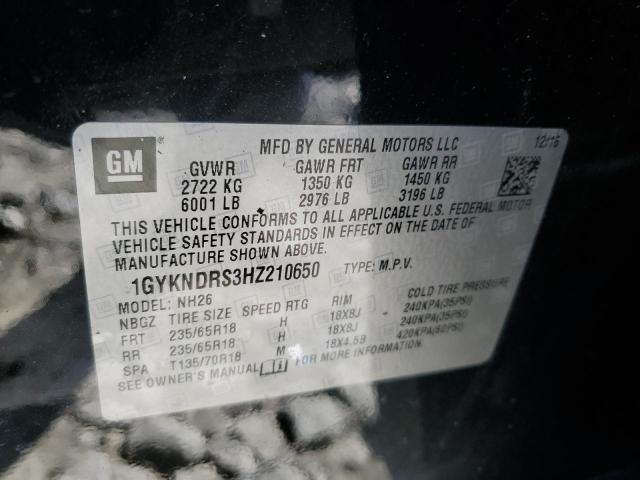 MFD BY GENERAL MOTORS LLC 12/16
GM
GVWR GAWR FRT GAWR RR
2722 KG 1350 KG 1450 KG
6001 LB 2976 LB 3196 LB
THIS VEHICLE CONFORMS TO ALL APPLICABLE U.S. FEDERAL MOTOR
VEHICLE SAFETY STANDARDS IN EFFECT ON THE DATE OF
MANUFACTURE SHOWN ABOVE.
1GYKNDRS3HZ210650 TYPE: M.P.V.
MODEL: NH26
NBGZ TIRE SIZE SPEED RTG RIM COLD TIRE PRESSURE
FRT 235/65R18 H 18X8J 240KPA(35PSI)
RR 235/65R18 H 18X8J 240KPA(35PSI)
SPA T135/70R18 M 18X4.5B 420KPA(60PSI)
SEE OWNER'S MANUAL FOR MORE INFORMATION